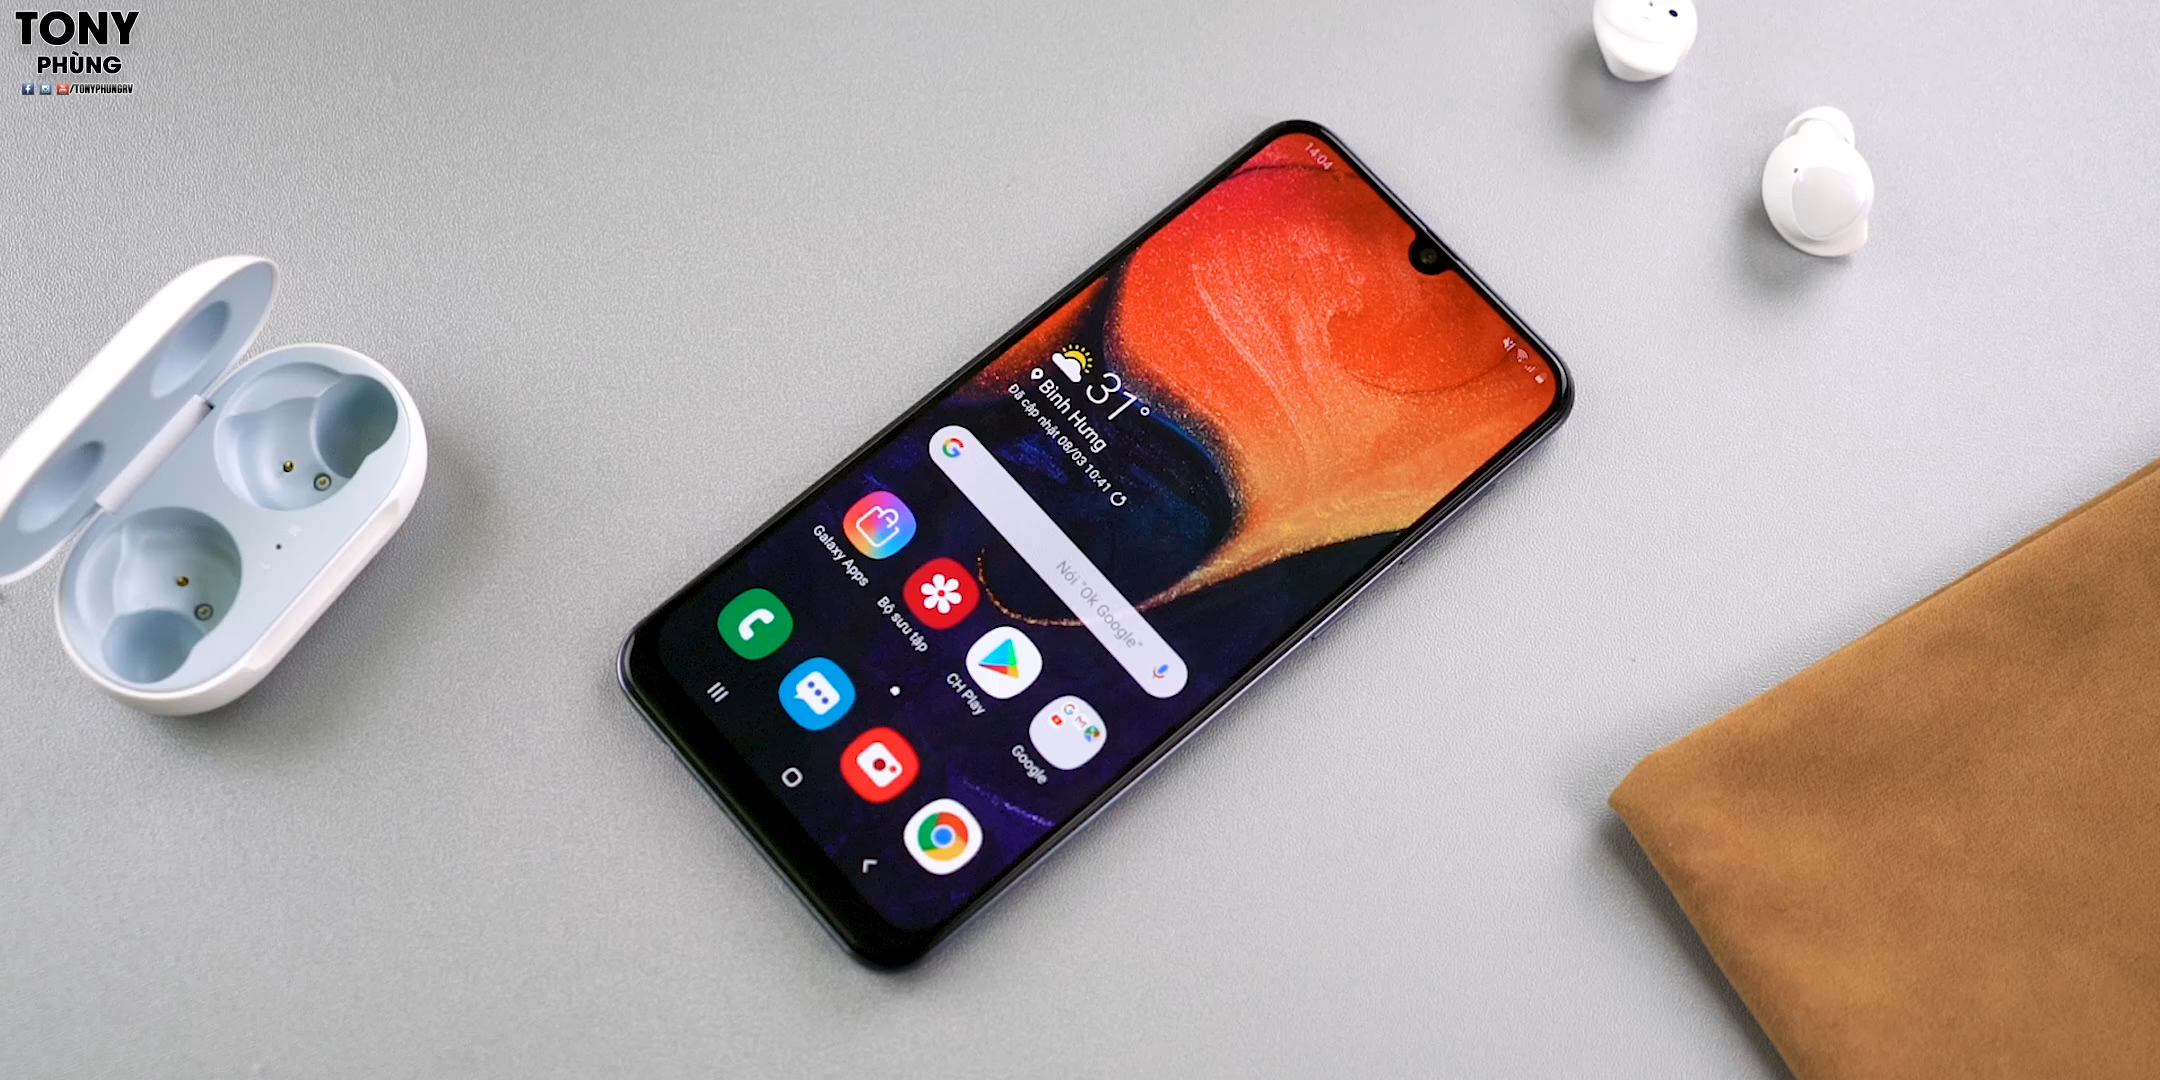 TONY
PHÙNG
/TONYPHUNGRV
14:04
31°
Bình Hưng
Đã cập nhật 08/03 10:41
Nói "Ok Google"
Galaxy Apps
Bộ sưu tập
CH Play
Google